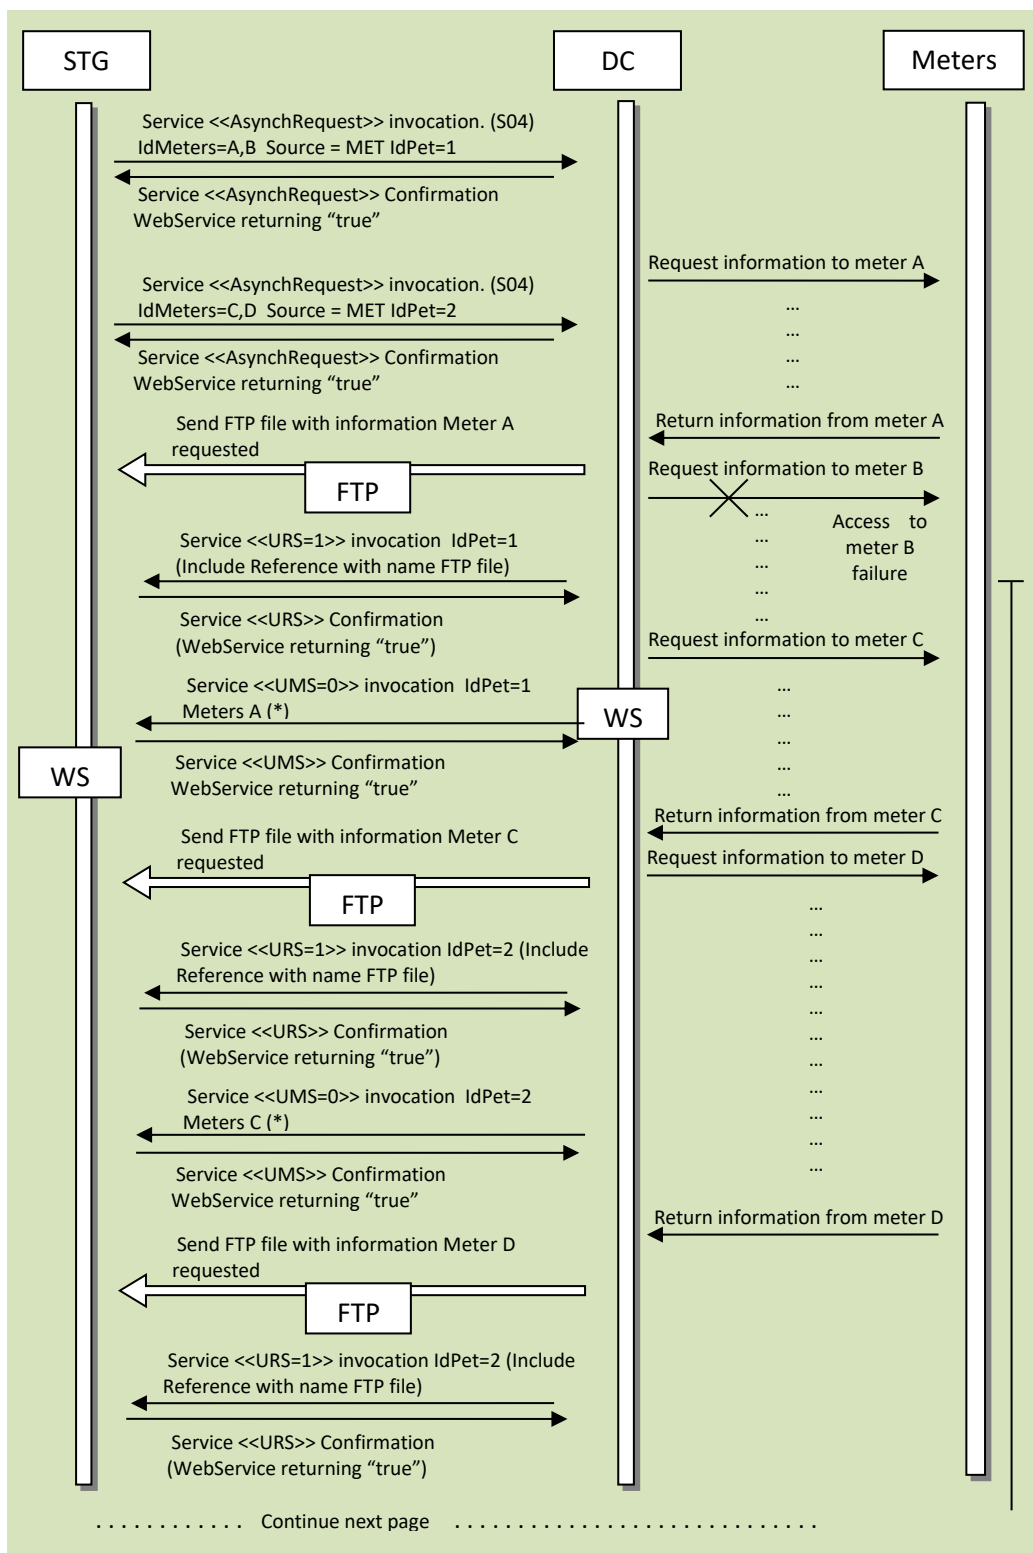 STG
DC
Meters
Service <<AsynchRequest>> invocation. (S04)
IdMeters=A,B  Source = MET IdPet=1
Service <<AsynchRequest>> Confirmation
WebService returning “true”
Request information to meter A
Service <<AsynchRequest>> invocation. (S04)
IdMeters=C,D  Source = MET IdPet=2
...
...
...
...
Service <<AsynchRequest>> Confirmation
WebService returning “true”
Send FTP file with information Meter A
requested
Return information from meter A
FTP
Request information to meter B
...
...
...
...
...
Access to
meter B
failure
Service <<URS=1>> invocation  IdPet=1
(Include Reference with name FTP file)
Service <<URS>> Confirmation
(WebService returning “true”)
Request information to meter C
Service <<UMS=0>> invocation  IdPet=1
Meters A (*)
WS
...
...
...
...
...
WS
Service <<UMS>> Confirmation
WebService returning “true”
Return information from meter C
Send FTP file with information Meter C
requested
Request information to meter D
FTP
...
...
...
...
...
...
...
...
...
...
...
Service <<URS=1>> invocation IdPet=2 (Include
Reference with name FTP file)
Service <<URS>> Confirmation
(WebService returning “true”)
Service <<UMS=0>> invocation  IdPet=2
Meters C (*)
Service <<UMS>> Confirmation
WebService returning “true”
Return information from meter D
Send FTP file with information Meter D
requested
FTP
Service <<URS=1>> invocation IdPet=2 (Include
Reference with name FTP file)
Service <<URS>> Confirmation
(WebService returning “true”)
. . . . . . . . . . . .  Continue next page  . . . . . . . . . . . . . . . . . . . . . . . . . . . . .